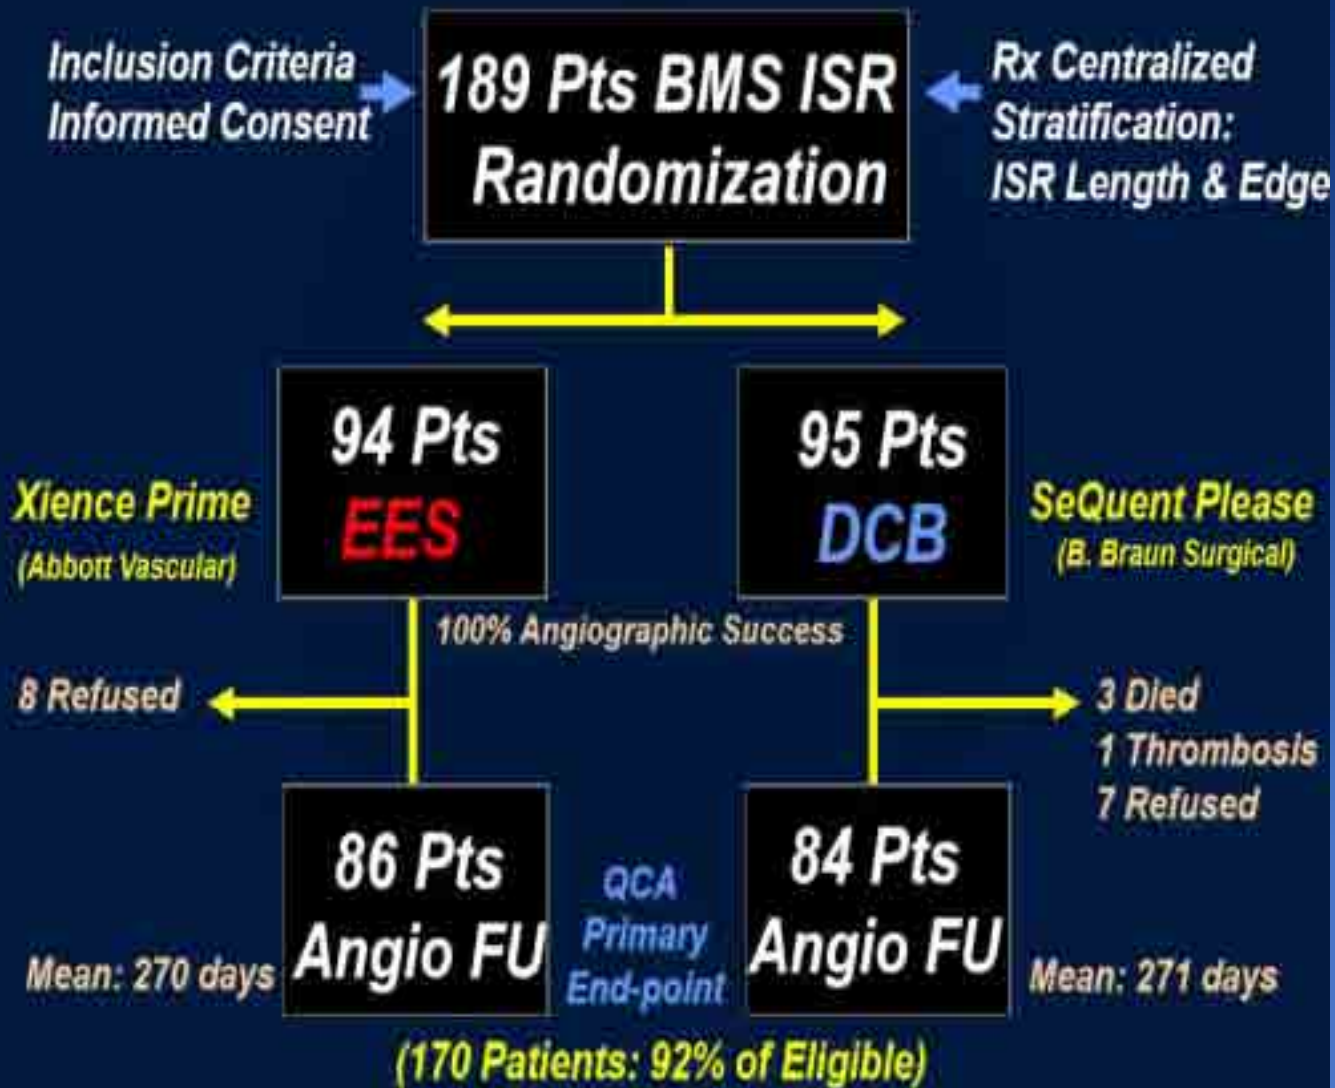 Inclusion Criteria
Informed Consent
189 Pts BMS ISR
Randomization
Rx Centralized
Stratification:
ISR Length & Edge
94 Pts
EES
95 Pts
DCB
Xience Prime
(Abbott Vascular)
SeQuent Please
(B. Braun Surgical)
100% Angiographic Success
8 Refused
3 Died
1 Thrombosis
7 Refused
86 Pts
Angio FU
QCA
Primary
End-point
84 Pts
Angio FU
Mean: 270 days
Mean: 271 days
(170 Patients: 92% of Eligible)